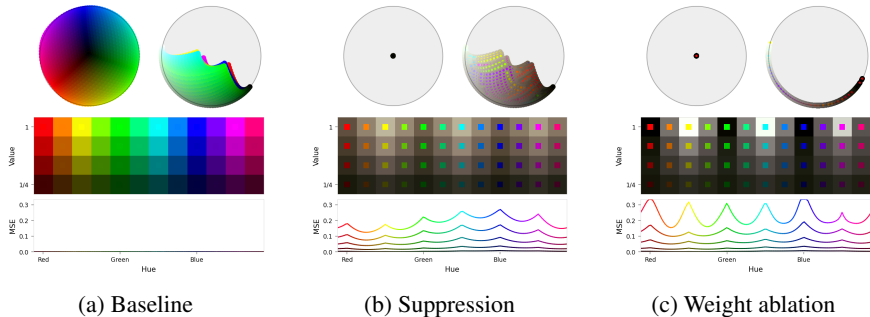 1
Value
1/4
0.3
0.2
0.1
0.0
MSE
Red
Green
Blue
Hue
(a) Baseline
1
Value
1/4
0.3
0.2
0.1
0.0
MSE
Red
Green
Blue
Hue
(b) Suppression
1
Value
1/4
0.3
0.2
0.1
0.0
MSE
Red
Green
Blue
Hue
(c) Weight ablation